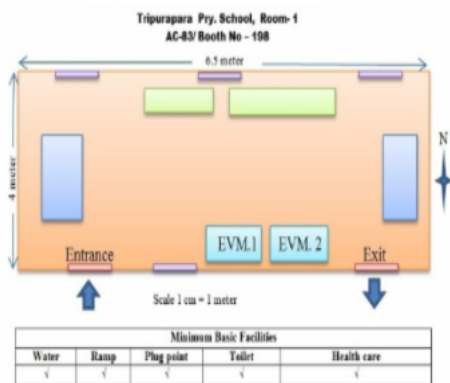 Tripurapara Pry. School, Room- 1
AC-83/ Booth No - 198
6.5 meter
4 meter
N
EVM.1 EVM. 2
Entrance
Exit
Scale 1 cm = 1 meter
Minimum Basic Facilities
Water Ramp Plug point Toilet Health care
√ √ √ √ √